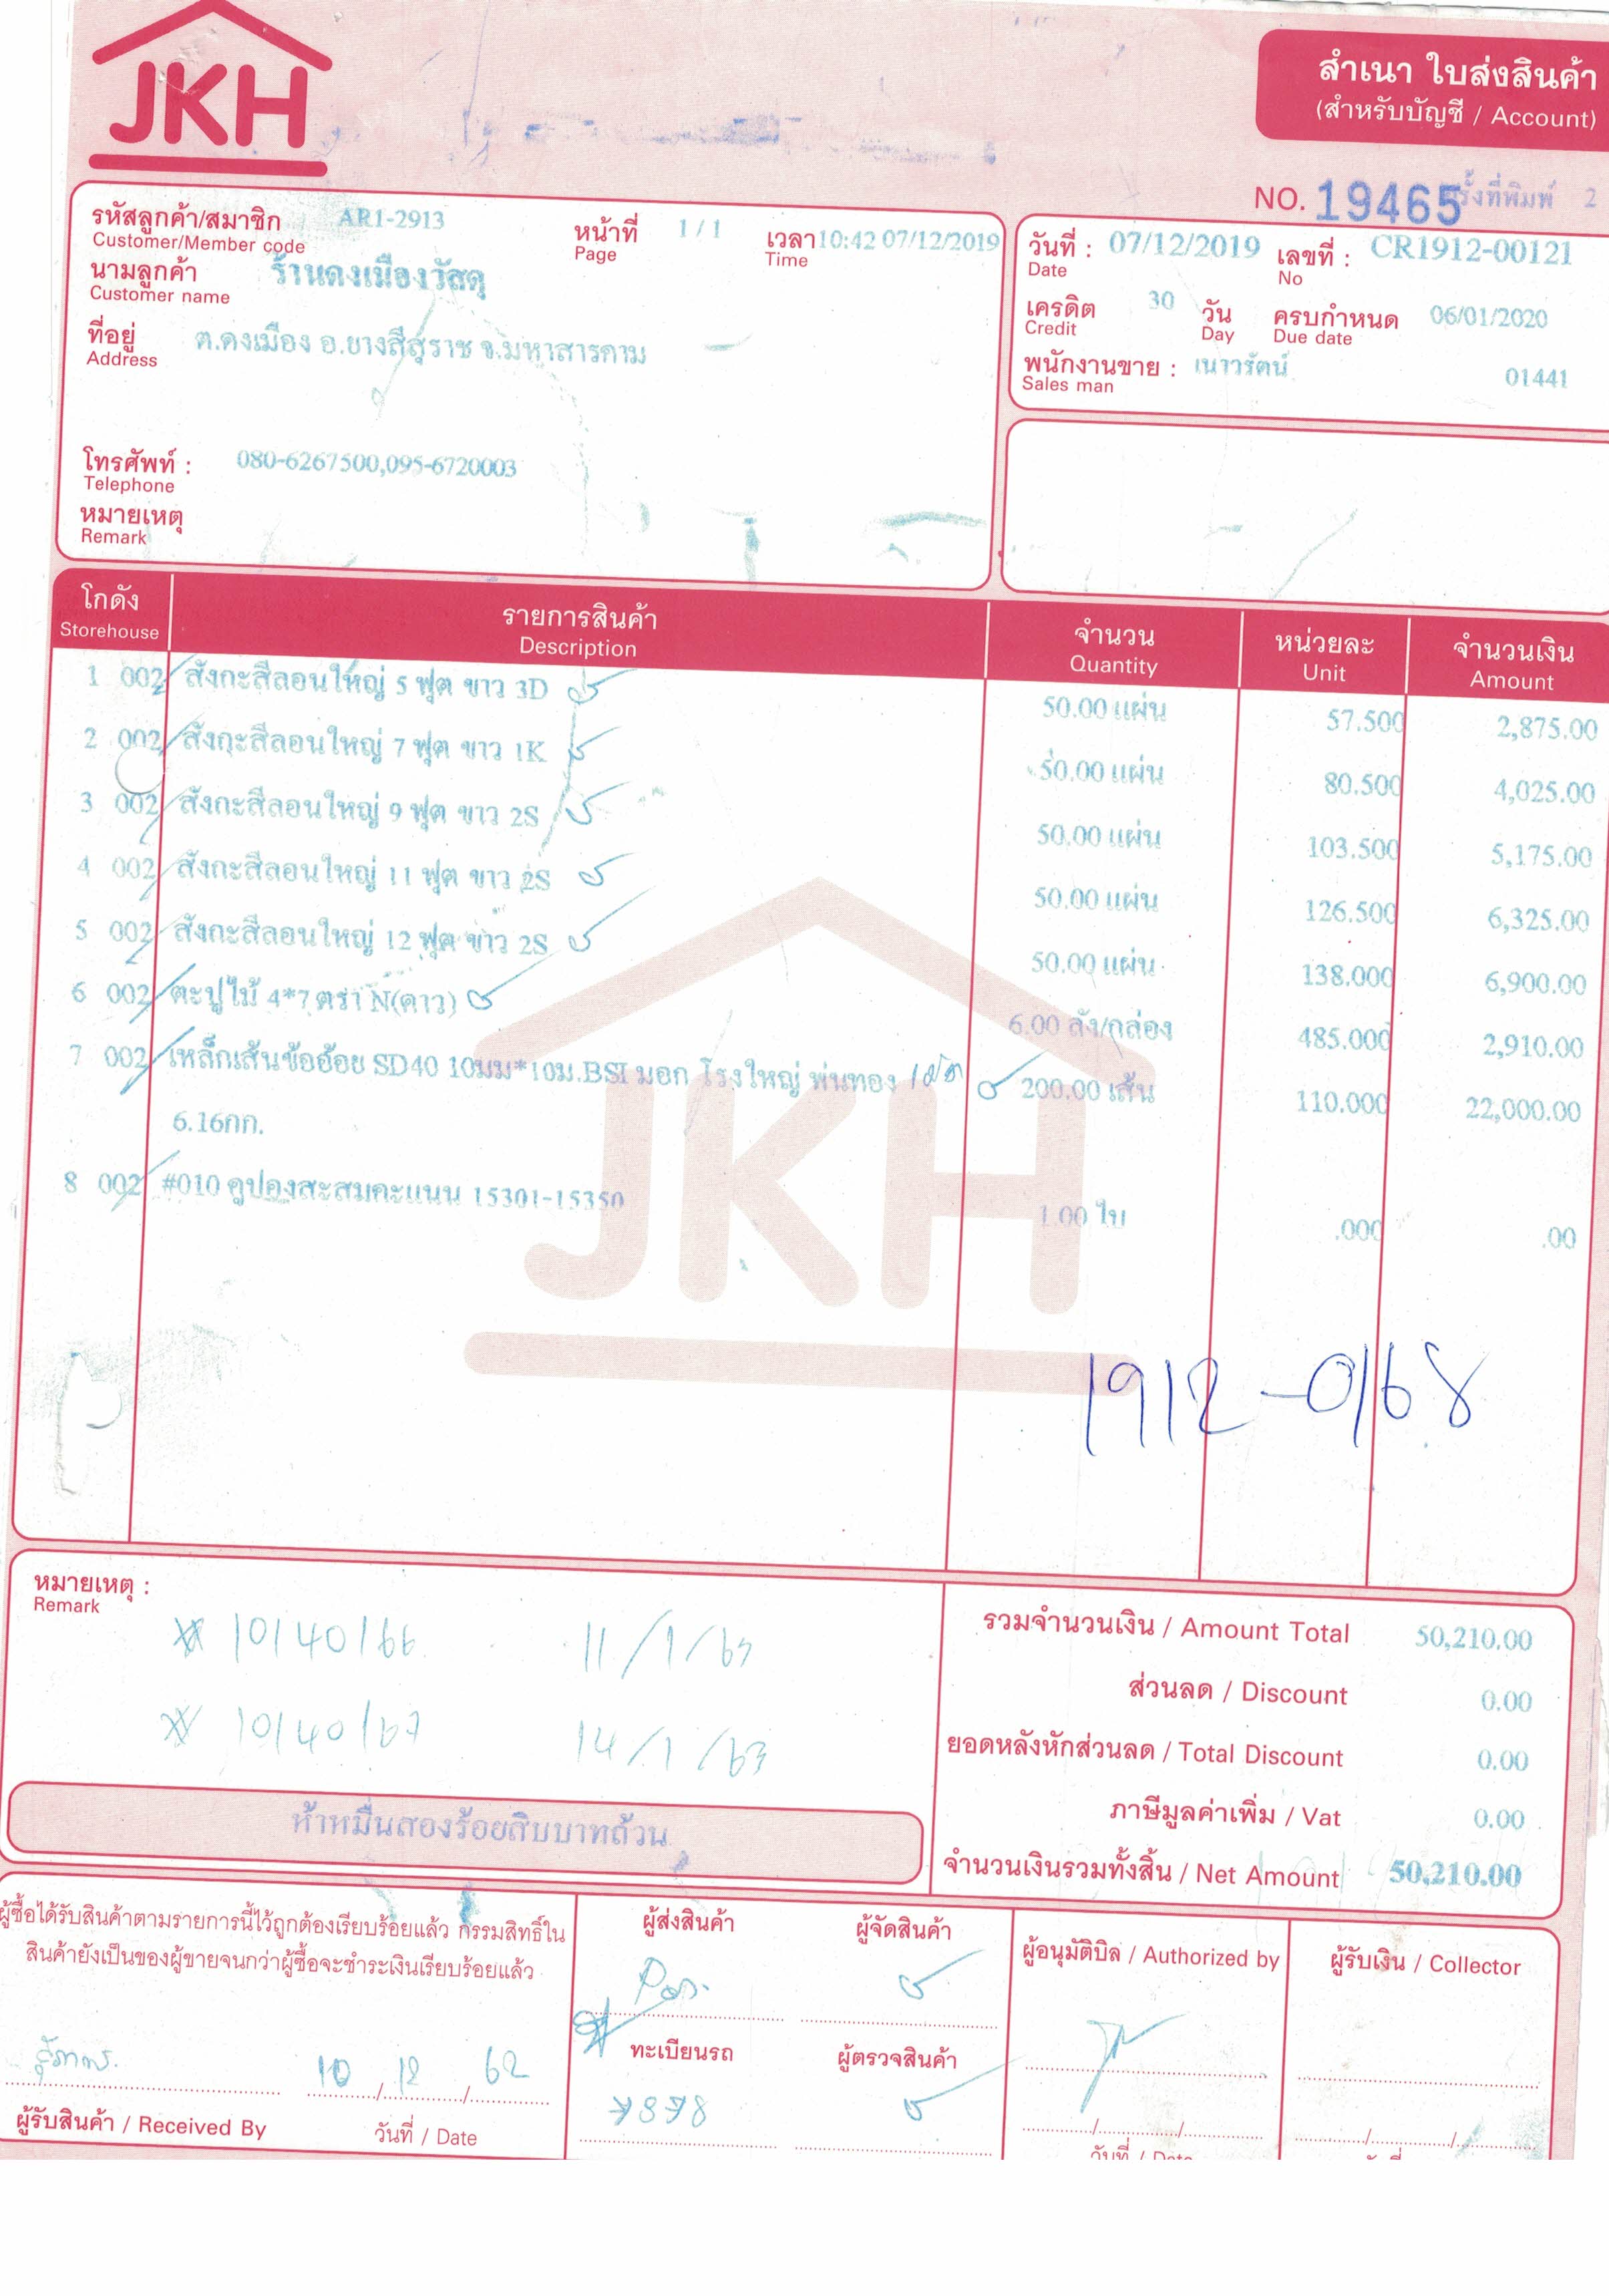 JKH
สำเนา ใบส่งสินค้า
(สำหรับบัญชี / Account)
NO. 19465 รั้งที่พิมพ์ 2
รหัสลูกค้า/สมาชิก AR1-2913 หน้าที่ 1 / 1 เวลา 10:42 07/12/2019
Customer/Member code Page Time
นามลูกค้า ร้านดงเมืองวัสดุ
Customer name
ที่อยู่ ต.ดงเมือง อ.ยางสีสุราช จ.มหาสารคาม
Address
โทรศัพท์ : 080-6267500,095-6720003
Telephone
หมายเหตุ
Remark
วันที่ : 07/12/2019 เลขที่ : CR1912-00121
Date No
เครดิต 30 วัน ครบกำหนด 06/01/2020
Credit Day Due date
พนักงานขาย : เนาวรัตน์ 01441
Sales man
โกดัง รายการสินค้า จำนวน หน่วยละ จำนวนเงิน
Storehouse Description Quantity Unit Amount
1 002 สังกะสีลอนใหญ่ 5 ฟุต ขาว 3D 50.00 แผ่น 57.500 2,875.00
2 002 สังกะสีลอนใหญ่ 7 ฟุต ขาว 1K 50.00 แผ่น 80.500 4,025.00
3 002 สังกะสีลอนใหญ่ 9 ฟุต ขาว 2S 50.00 แผ่น 103.500 5,175.00
4 002 สังกะสีลอนใหญ่ 11 ฟุต ขาว 2S 50.00 แผ่น 126.500 6,325.00
5 002 สังกะสีลอนใหญ่ 12 ฟุต ขาว 2S 50.00 แผ่น 138.000 6,900.00
6 002 ตะปูไม้ 4*7 ตรา N(ดาว) 6.00 ลัง/กล่อง 485.000 2,910.00
7 002 เหล็กเส้นข้ออ้อย SD40 10มม*10ม.BSI มอก โรงใหญ่ พ่นทอง 200.00 เส้น 110.000 22,000.00
6.16กก.
8 002 #010 คูปองสะสมคะแนน 15301-15350 1.00 ใบ .000 .00
JKH
1912-0168
หมายเหตุ :
Remark
10/40/66 11/1/63
10/40/67 14/1/63
ห้าหมื่นสองร้อยสิบบาทถ้วน
รวมจำนวนเงิน / Amount Total 50,210.00
ส่วนลด / Discount 0.00
ยอดหลังหักส่วนลด / Total Discount 0.00
ภาษีมูลค่าเพิ่ม / Vat 0.00
จำนวนเงินรวมทั้งสิ้น / Net Amount 50,210.00
ผู้ซื้อได้รับสินค้าตามรายการนี้ไว้ถูกต้องเรียบร้อยแล้ว กรรมสิทธิ์ใน
สินค้ายังเป็นของผู้ขายจนกว่าผู้ซื้อจะชำระเงินเรียบร้อยแล้ว
10 / 12 / 62
ผู้รับสินค้า / Received By วันที่ / Date
ผู้ส่งสินค้า ผู้จัดสินค้า
ทะเบียนรถ ผู้ตรวจสินค้า
7878
ผู้อนุมัติบิล / Authorized by
วันที่ / Date
ผู้รับเงิน / Collector